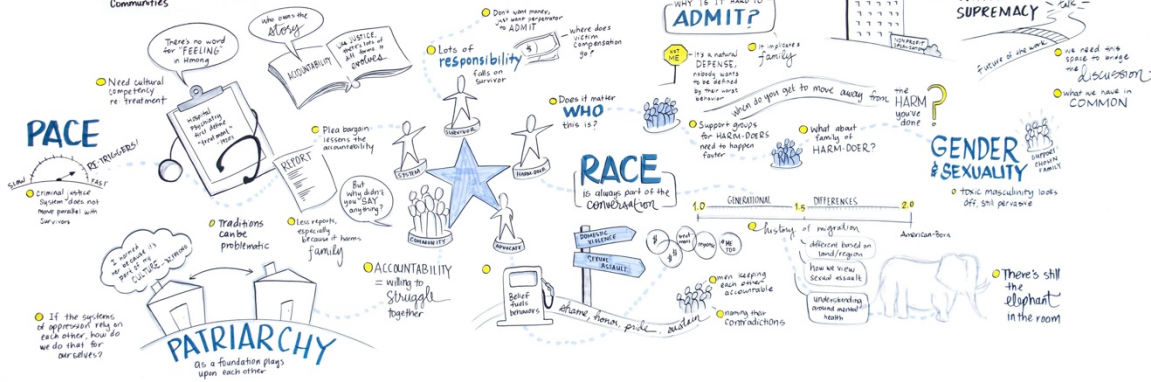 Communities
There's no word
for "FEELING"
in Hmong
Who owns the
story
ACCOUNTABILITY
evolves
Need cultural
competency
re: treatment
Hospital
psychiatry
first define
"treatment"
PACE
RE-TRIGGERS!
SLOW
FAST
Criminal justice
System does not
move parallel with
survivors
REPORT
Plea bargain
lessens the
accountability
But
why didn't
you SAY
anything?
Traditions
can be
problematic
Less reports,
especially
because it harms
family
CULTURE
If the systems
of oppression rely on
each other, how do
we do that for
ourselves?
PATRIARCHY
as a foundation plays
upon each other
Don't want money,
just want perpetrator
to ADMIT
where does
victim
compensation
go?
Lots of
responsibility
falls on
survivor
SURVIVOR
SYSTEM
HARM-DOER
COMMUNITY
ADVOCATE
ACCOUNTABILITY
= willing to
struggle
together
Belief
fuels
behaviors
shame, honor, pride, sustain
WHY IS IT HARD TO
ADMIT?
NOT
ME
it's a natural
DEFENSE,
nobody wants
to be defined
by their worst
behavior
It implicates
family
Does it matter
WHO
this is?
when do you get to move away from
the
HARM
you've
done
?
Support groups
for HARM-DOERS
need to happen
faster
What about
family of
HARM-DOER?
RACE
is always part of the
conversation
1.0
GENERATIONAL
1.5
DIFFERENCES
2.0
American-Born
history of migration
different based on
land/region
how we view
sexual assault
understanding
around mental
health
DOMESTIC
VIOLENCE
SEXUAL
ASSAULT
$
$
#ME
TOO
men keeping
each other
accountable
naming their
contradictions
NONPROFIT
SUPREMACY
Future of the work
talk
we need this
space to bridge
the
discussion
what we have in
COMMON
GENDER
& SEXUALITY
SUPPORT
CHOSEN
FAMILY
toxic masculinity looks
off, still pervasive
There's still
the
elephant
in the room